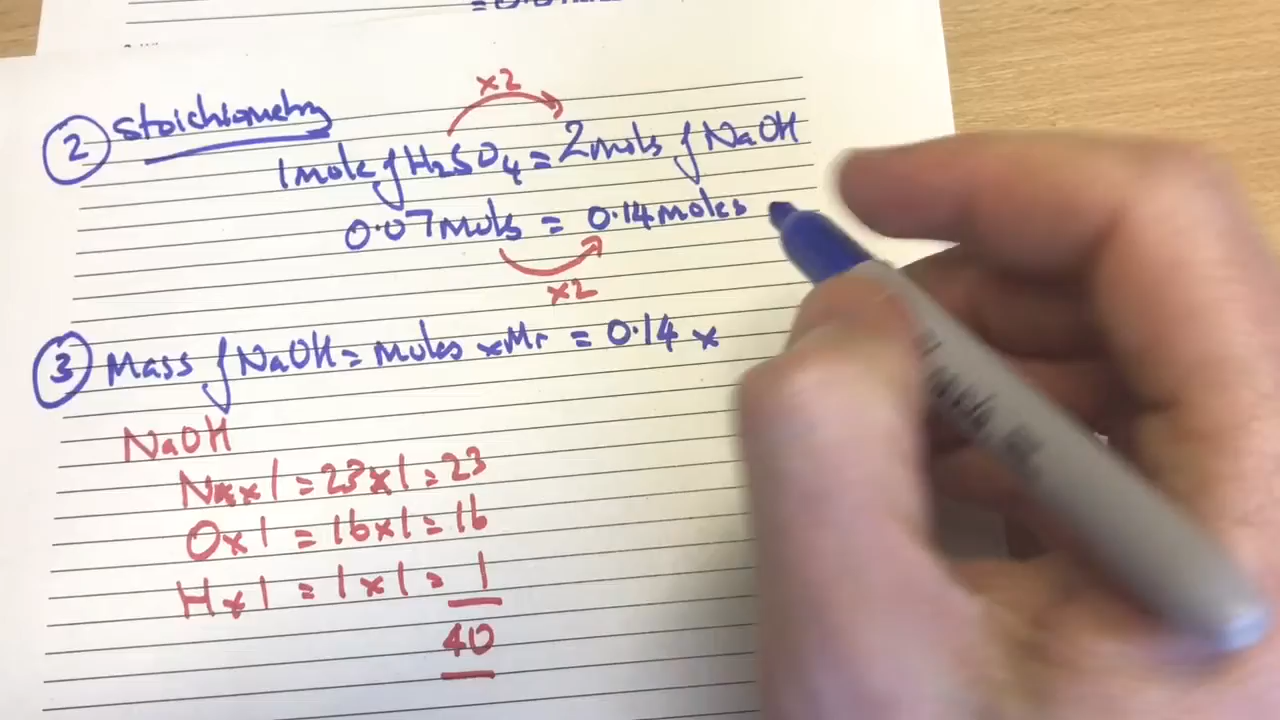 ② Stoichiometry
×2
1 mole of H₂SO₄ = 2 mols of NaOH
0.07 mols = 0.14 moles
×2
③ Mass of NaOH = moles × Mr = 0.14 ×
NaOH
Na × 1 = 23 × 1 = 23
O × 1 = 16 × 1 = 16
H × 1 = 1 × 1 = 1
40